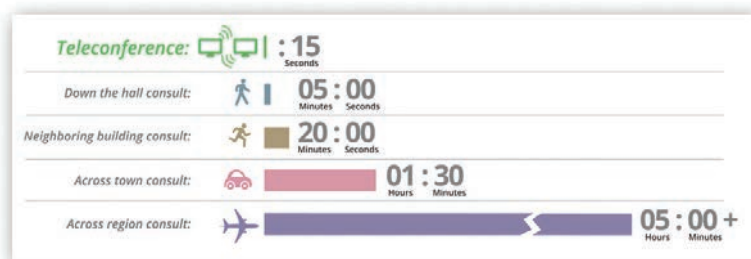 Teleconference: :15
Seconds
Down the hall consult: 05:00
Minutes Seconds
Neighboring building consult: 20:00
Minutes Seconds
Across town consult: 01:30
Hours Minutes
Across region consult: 05:00+
Hours Minutes